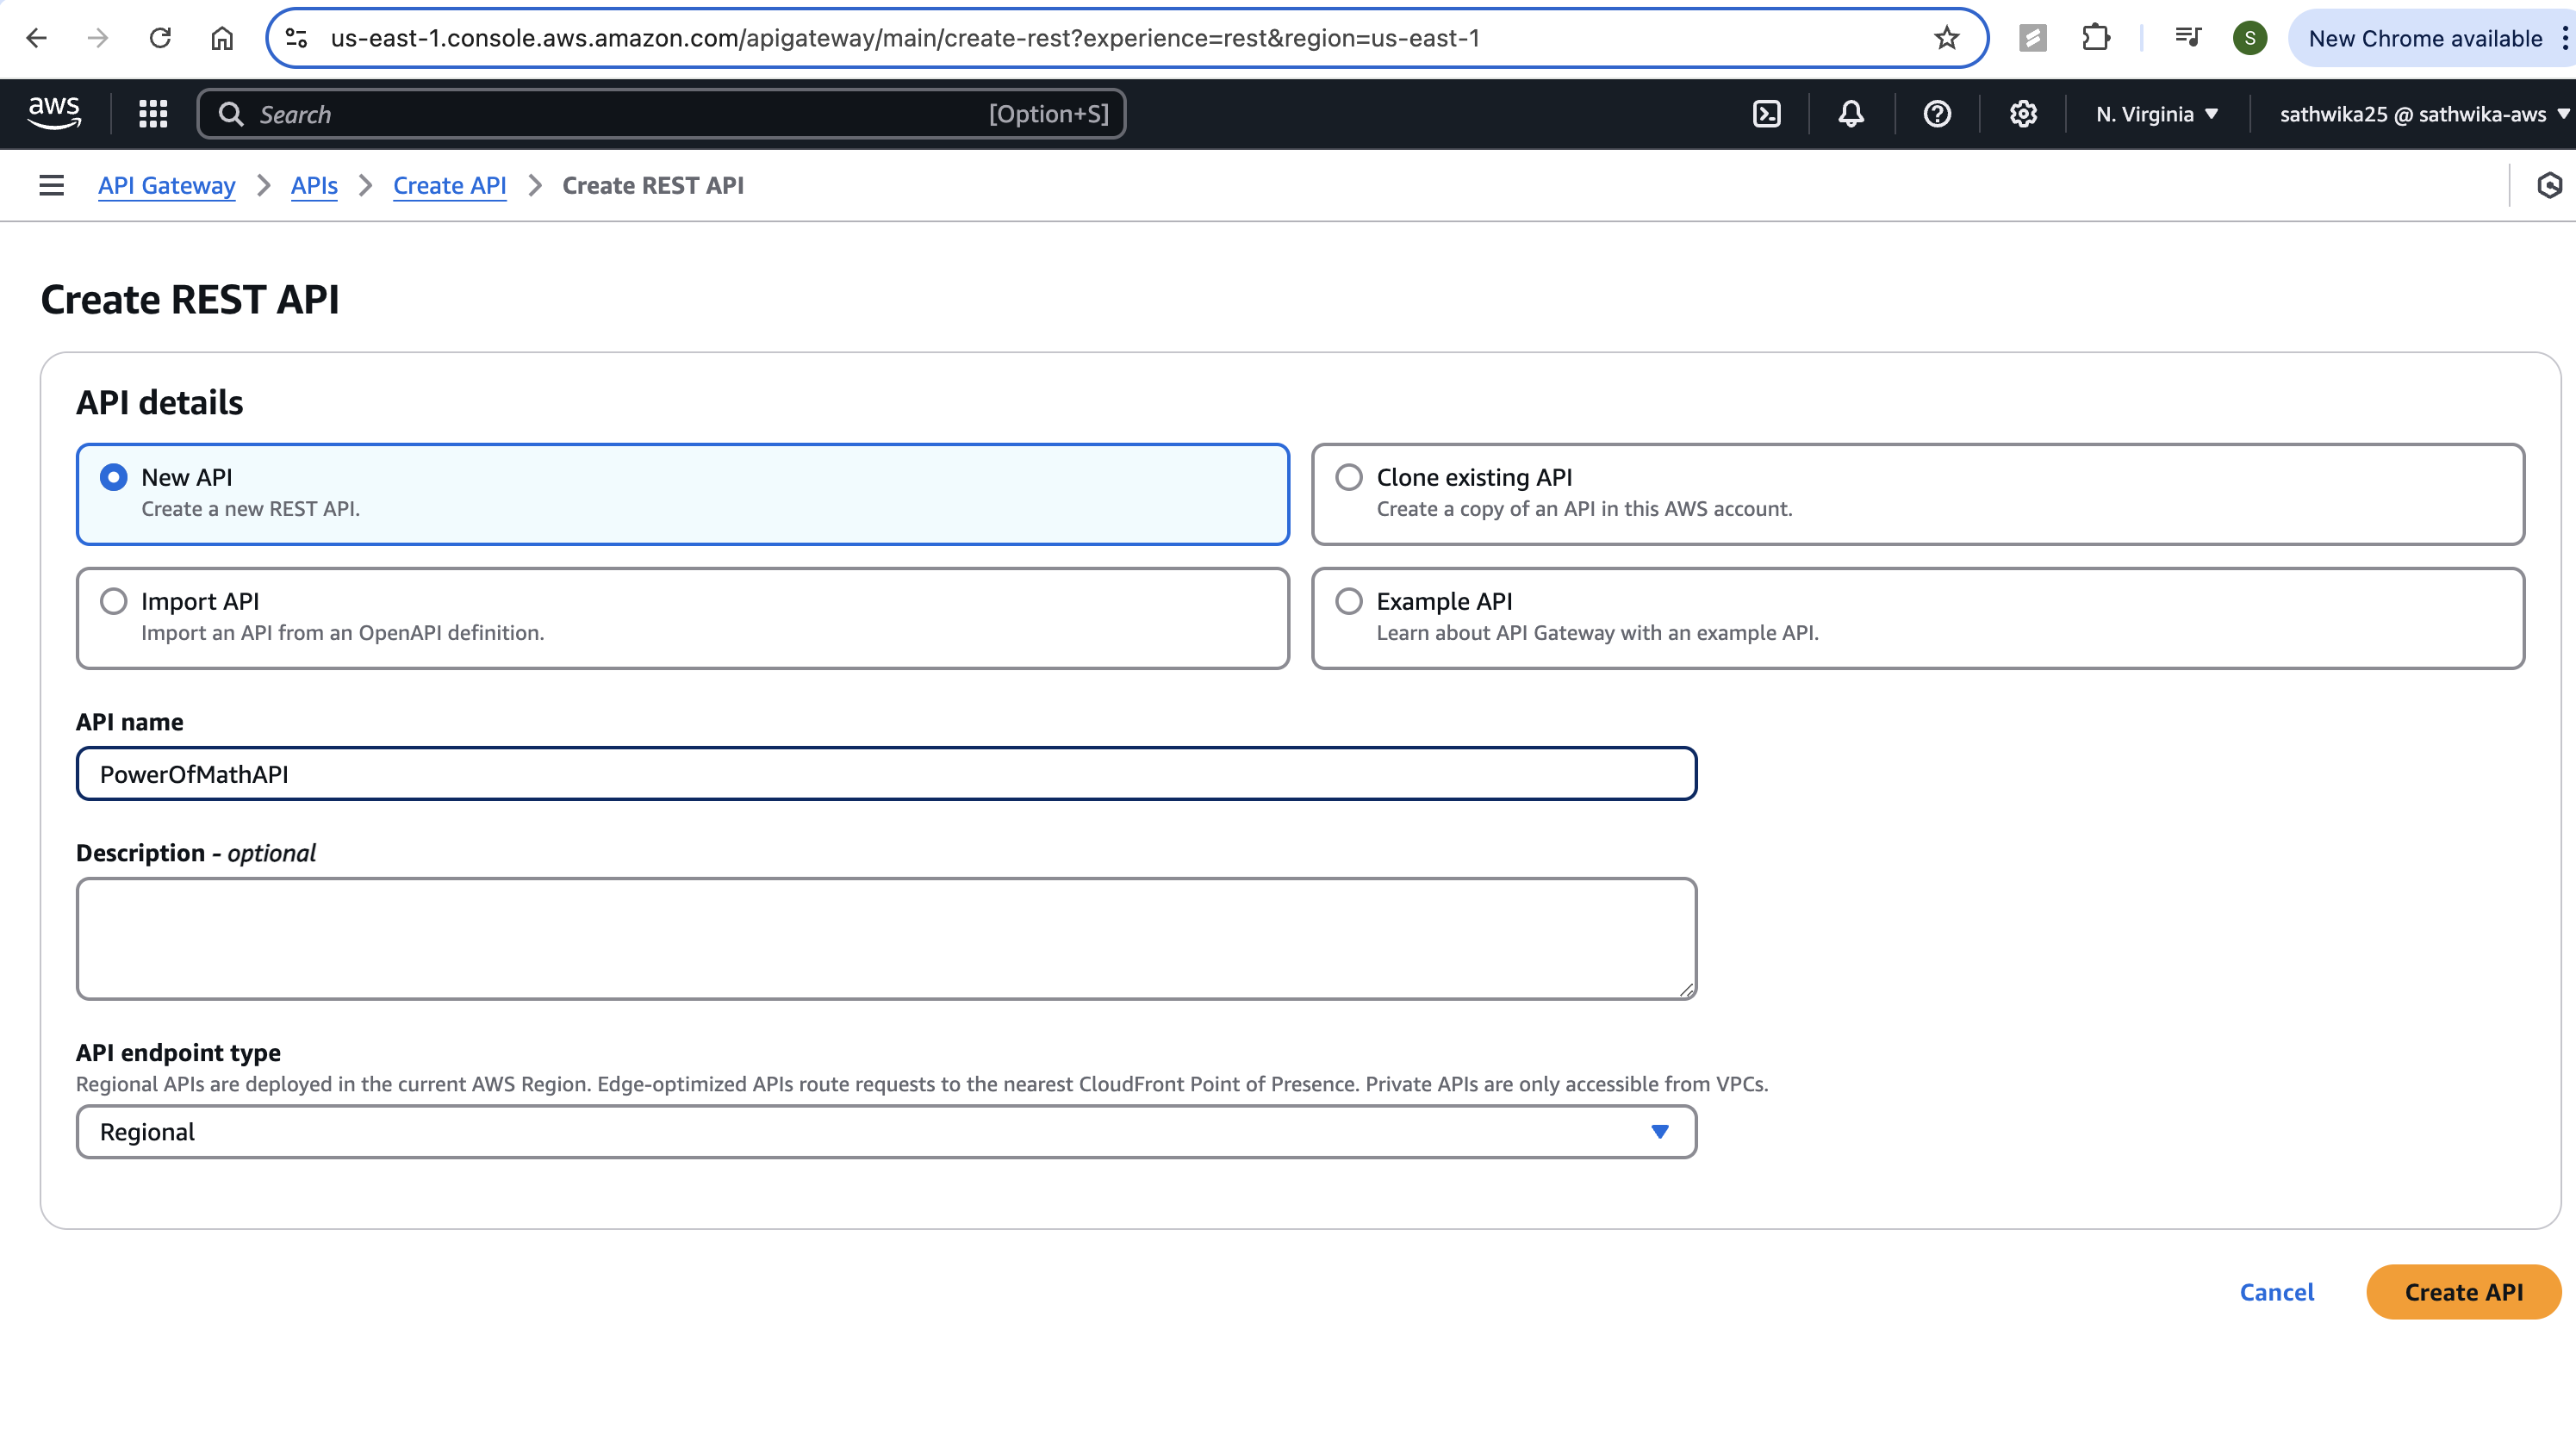 us-east-1.console.aws.amazon.com/apigateway/main/create-rest?experience=rest&region=us-east-1
S
New Chrome available
aws
Search
[Option+S]
N. Virginia
sathwika25 @ sathwika-aws
API Gateway
APIs
Create API
Create REST API
Create REST API
API details
New API
Create a new REST API.
Clone existing API
Create a copy of an API in this AWS account.
Import API
Import an API from an OpenAPI definition.
Example API
Learn about API Gateway with an example API.
API name
PowerOfMathAPI
Description - optional
API endpoint type
Regional APIs are deployed in the current AWS Region. Edge-optimized APIs route requests to the nearest CloudFront Point of Presence. Private APIs are only accessible from VPCs.
Regional
Cancel
Create API